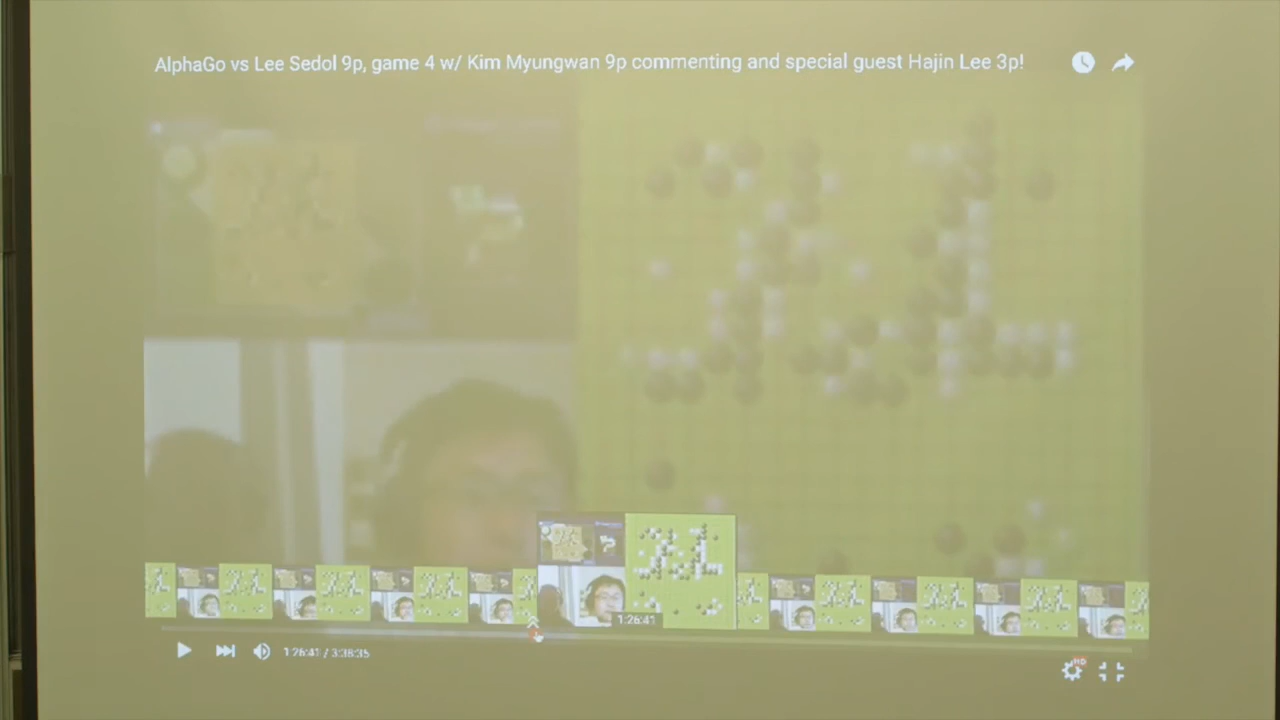 AlphaGo vs Lee Sedol 9p, game 4 w/ Kim Myungwan 9p commenting and special guest Hajin Lee 3p!
1:26:41
1:26:41 / 3:38:35
HD